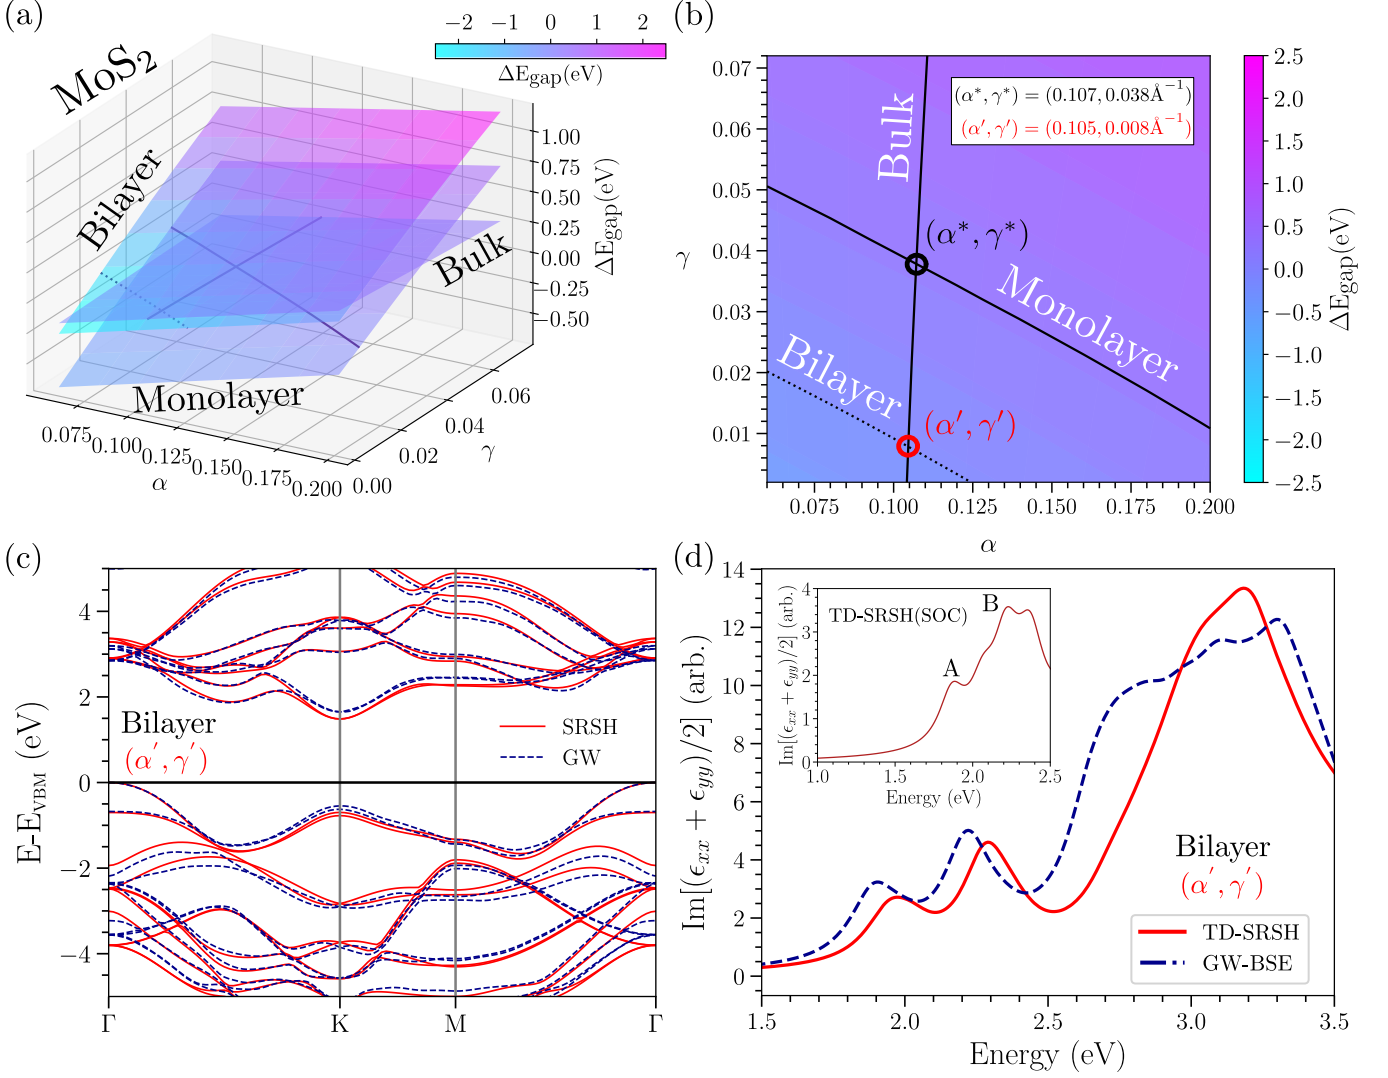 (a)
−2 −1 0 1 2
ΔEgap(eV)
MoS2
Bilayer
Bulk
Monolayer
1.00
0.75
0.50
0.25
0.00
−0.25
−0.50
ΔEgap(eV)
0.075
0.100
0.125
0.150
0.175
0.200
α
0.00
0.02
0.04
0.06
γ
(b)
0.07
0.06
0.05
0.04
0.03
0.02
0.01
γ
(α*, γ*) = (0.107, 0.038Å⁻¹)
(α′, γ′) = (0.105, 0.008Å⁻¹)
Bulk
(α*, γ*)
Monolayer
Bilayer
(α′, γ′)
0.075 0.100 0.125 0.150 0.175 0.200
α
2.5
2.0
1.5
1.0
0.5
0.0
−0.5
−1.0
−1.5
−2.0
−2.5
ΔEgap(eV)
(c)
4
2
0
−2
−4
E-EVBM (eV)
Bilayer
(α′, γ′)
SRSH
GW
Γ K M Γ
(d)
14
12
10
8
6
4
2
0
Im[(ϵxx + ϵyy)/2] (arb.)
TD-SRSH(SOC)
A
B
4
3
2
1
0
Im[(ϵxx + ϵyy)/2] (arb.)
1.0 1.5 2.0 2.5
Energy (eV)
Bilayer
(α′, γ′)
TD-SRSH
GW-BSE
1.5 2.0 2.5 3.0 3.5
Energy (eV)